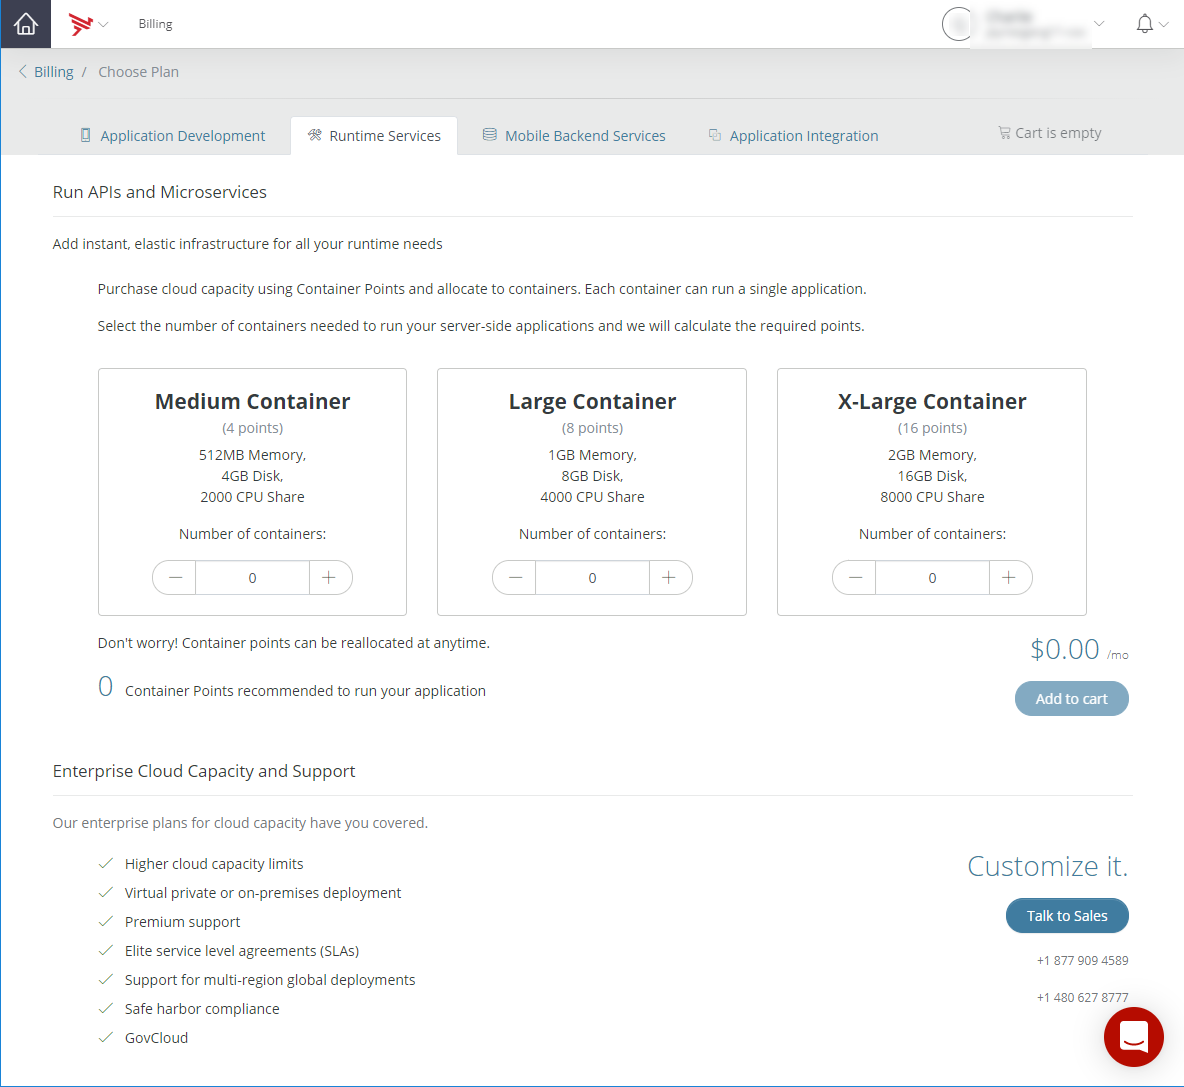 Billing
Billing / Choose Plan
Application Development
Runtime Services
Mobile Backend Services
Application Integration
Cart is empty
Run APIs and Microservices
Add instant, elastic infrastructure for all your runtime needs
Purchase cloud capacity using Container Points and allocate to containers. Each container can run a single application.
Select the number of containers needed to run your server-side applications and we will calculate the required points.
Medium Container
(4 points)
512MB Memory,
4GB Disk,
2000 CPU Share
Number of containers:
0
Large Container
(8 points)
1GB Memory,
8GB Disk,
4000 CPU Share
Number of containers:
0
X-Large Container
(16 points)
2GB Memory,
16GB Disk,
8000 CPU Share
Number of containers:
0
Don't worry! Container points can be reallocated at anytime.
0 Container Points recommended to run your application
$0.00 /mo
Add to cart
Enterprise Cloud Capacity and Support
Our enterprise plans for cloud capacity have you covered.
Higher cloud capacity limits
Virtual private or on-premises deployment
Premium support
Elite service level agreements (SLAs)
Support for multi-region global deployments
Safe harbor compliance
GovCloud
Customize it.
Talk to Sales
+1 877 909 4589
+1 480 627 8777